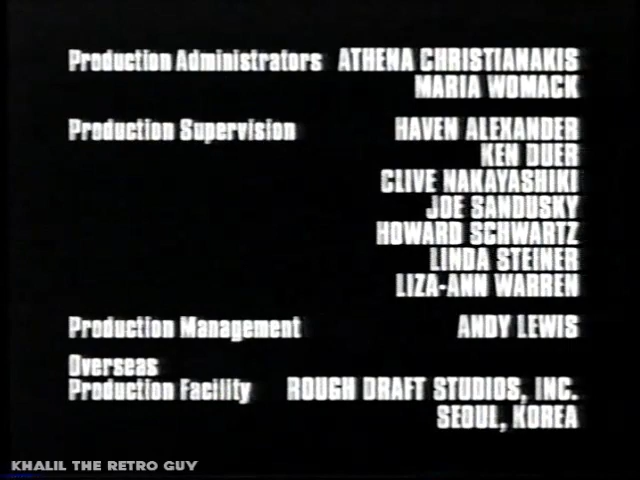 Production Administrators ATHENA CHRISTIANAKIS
MARIA WOMACK
Production Supervision HAVEN ALEXANDER
KEN DUER
CLIVE NAKAYASHIKI
JOE SANDUSKY
HOWARD SCHWARTZ
LINDA STEINER
LIZA-ANN WARREN
Production Management ANDY LEWIS
Overseas
Production Facility ROUGH DRAFT STUDIOS, INC.
SEOUL, KOREA
KHALIL THE RETRO GUY